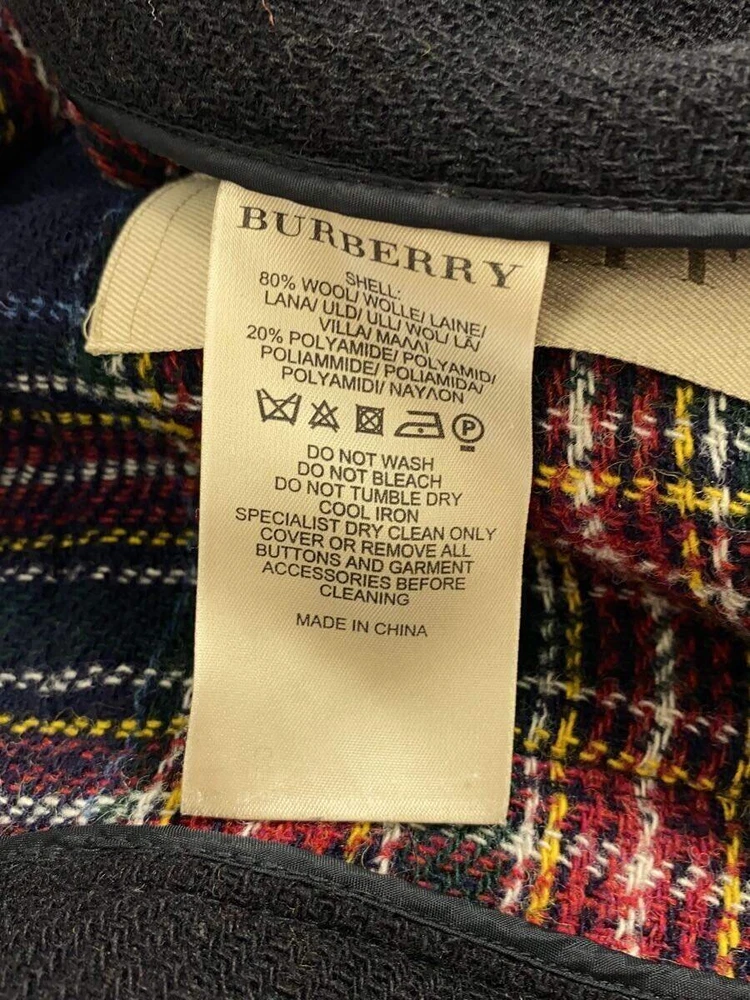 BURBERRY
SHELL:
80% WOOL/ WOLLE/ LAINE/
LANA/ ULD/ ULL/ WOL/ LÃ/
VILLA/ ΜΑΛΛΙ
20% POLYAMIDE/ POLYAMID/
POLIAMMIDE/ POLIAMIDA/
POLYAMIDI/ ΝΑΥΛΟΝ
P
DO NOT WASH
DO NOT BLEACH
DO NOT TUMBLE DRY
COOL IRON
SPECIALIST DRY CLEAN ONLY
COVER OR REMOVE ALL
BUTTONS AND GARMENT
ACCESSORIES BEFORE
CLEANING
MADE IN CHINA